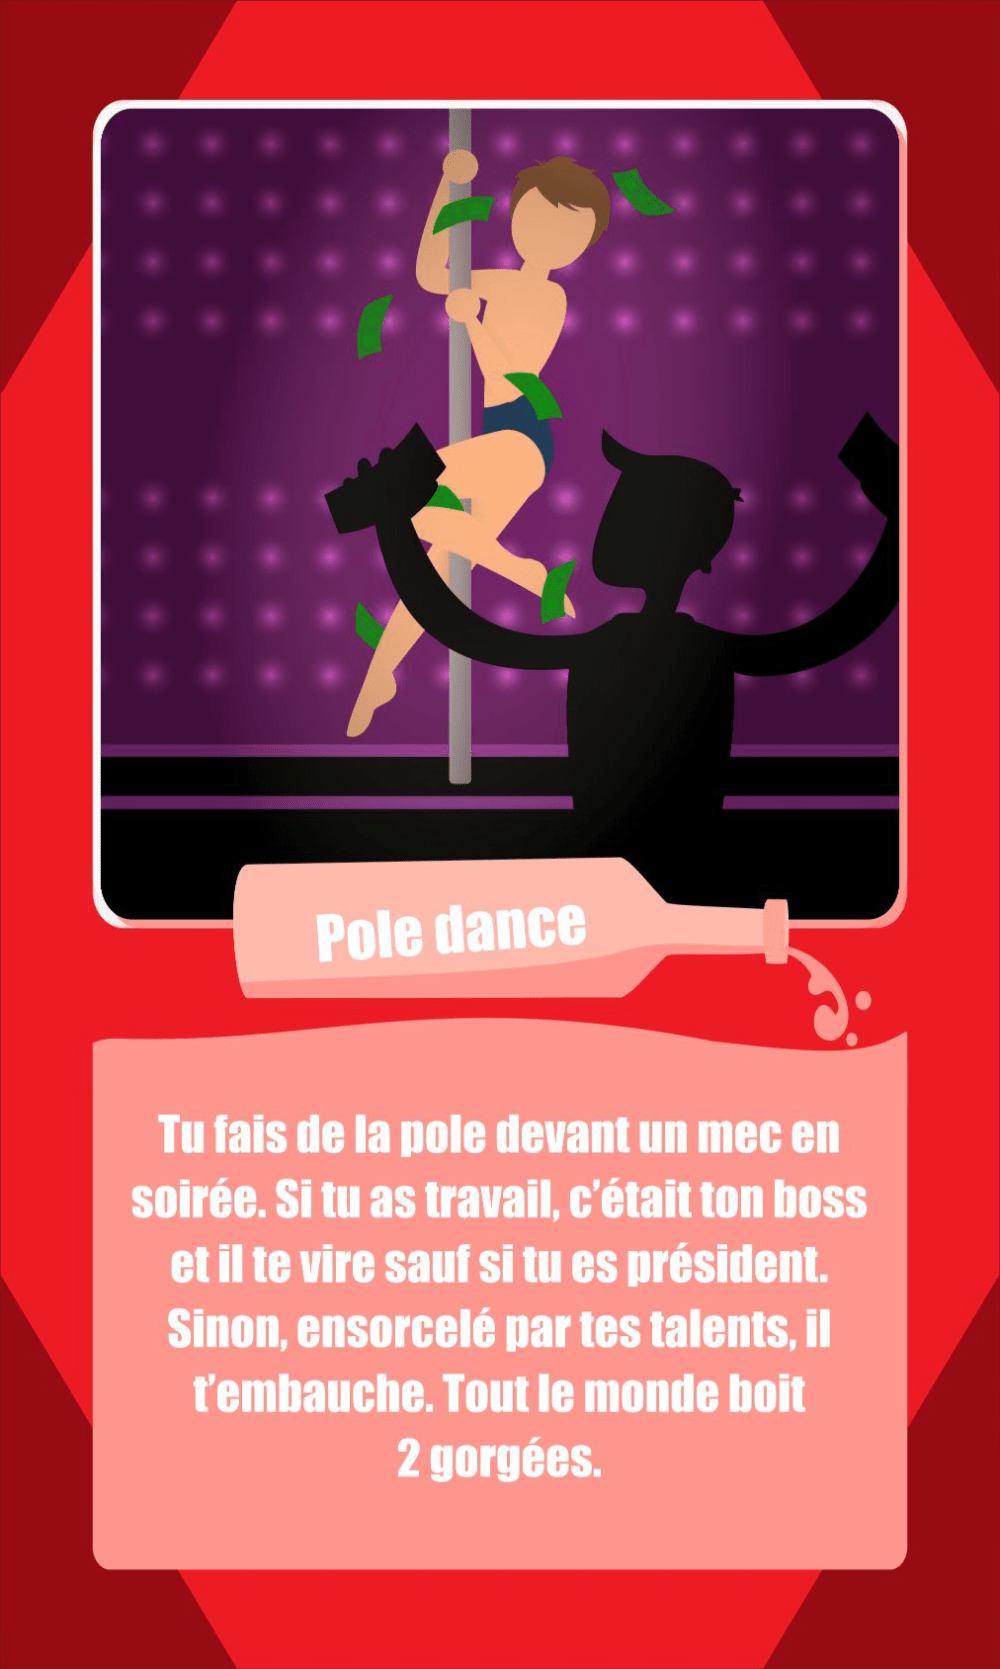 Pole dance
Tu fais de la pole devant un mec en
soirée. Si tu as travail, c’était ton boss
et il te vire sauf si tu es président.
Sinon, ensorcelé par tes talents, il
t’embauche. Tout le monde boit
2 gorgées.